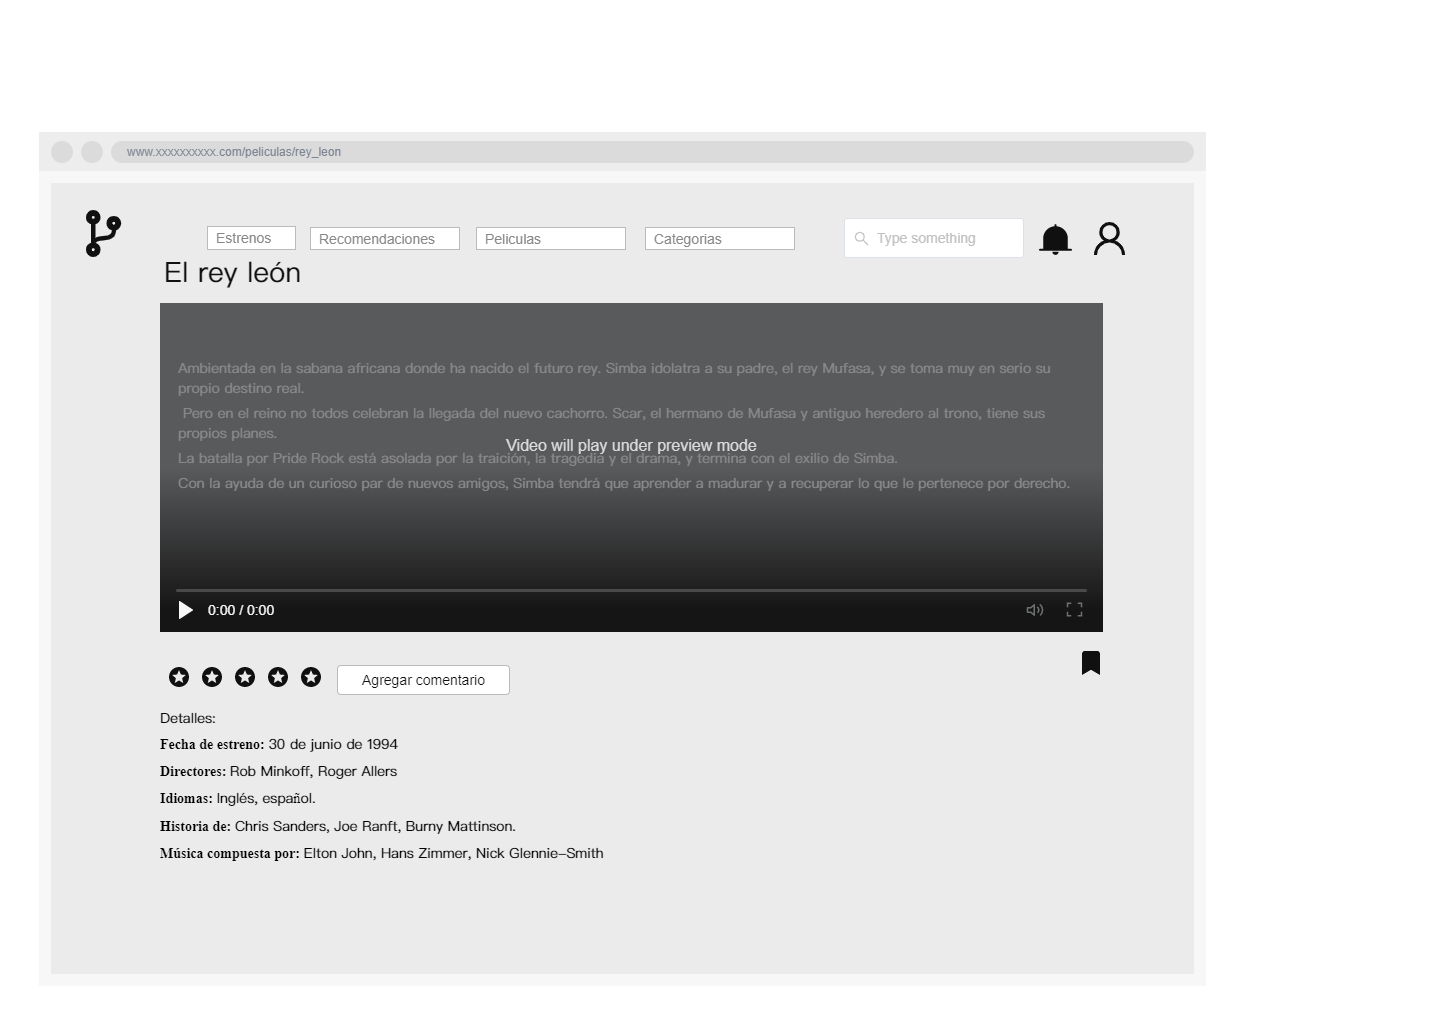 www.xxxxxxxxxx.com/peliculas/rey_leon
Estrenos
Recomendaciones
Peliculas
Categorias
Type something
El rey león
Ambientada en la sabana africana donde ha nacido el futuro rey. Simba idolatra a su padre, el rey Mufasa, y se toma muy en serio su
propio destino real.
Pero en el reino no todos celebran la llegada del nuevo cachorro. Scar, el hermano de Mufasa y antiguo heredero al trono, tiene sus
propios planes.
Video will play under preview mode
La batalla por Pride Rock está asolada por la traición, la tragedia y el drama, y termina con el exilio de Simba.
Con la ayuda de un curioso par de nuevos amigos, Simba tendrá que aprender a madurar y a recuperar lo que le pertenece por derecho.
0:00 / 0:00
Agregar comentario
Detalles:
Fecha de estreno: 30 de junio de 1994
Directores: Rob Minkoff, Roger Allers
Idiomas: Inglés, español.
Historia de: Chris Sanders, Joe Ranft, Burny Mattinson.
Música compuesta por: Elton John, Hans Zimmer, Nick Glennie-Smith